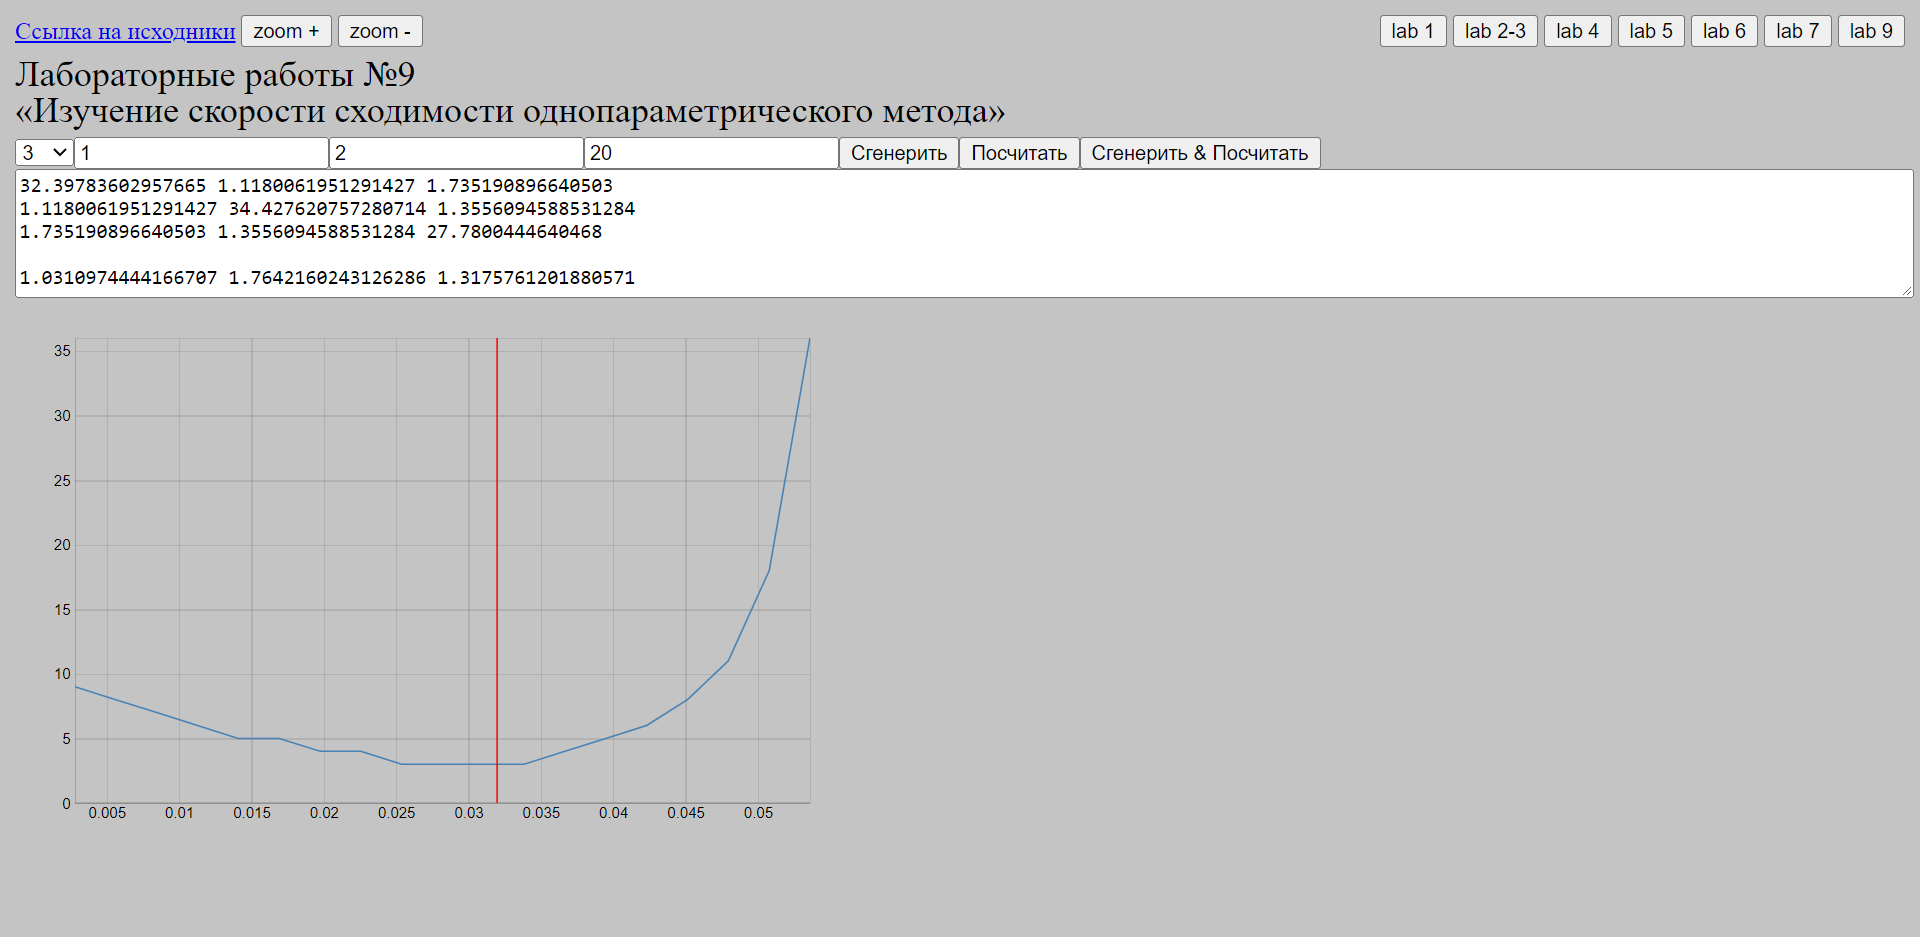 Ссылка на исходники zoom + zoom - lab 1 lab 2-3 lab 4 lab 5 lab 6 lab 7 lab 9
Лабораторные работы №9
«Изучение скорости сходимости однопараметрического метода»
3 1 2 20 Сгенерить Посчитать Сгенерить & Посчитать
32.39783602957665 1.1180061951291427 1.735190896640503
1.1180061951291427 34.427620757280714 1.3556094588531284
1.735190896640503 1.3556094588531284 27.7800444640468
1.0310974444166707 1.7642160243126286 1.3175761201880571
35
30
25
20
15
10
5
0
0.005 0.01 0.015 0.02 0.025 0.03 0.035 0.04 0.045 0.05